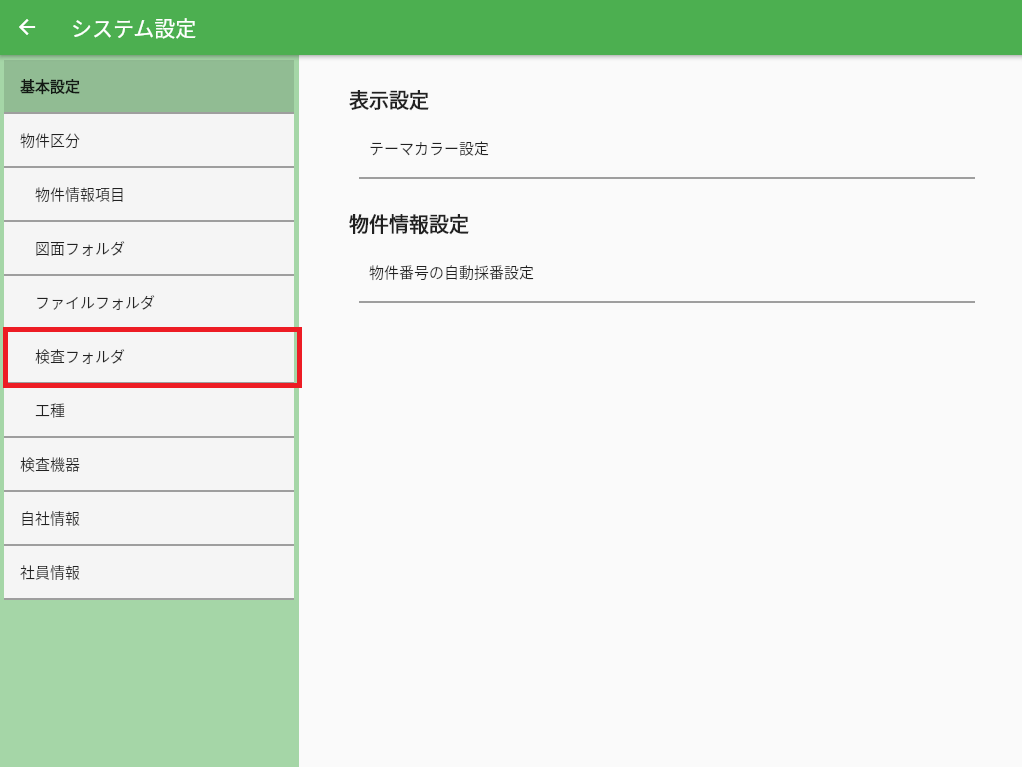 システム設定
基本設定
物件区分
物件情報項目
図面フォルダ
ファイルフォルダ
検査フォルダ
工種
検査機器
自社情報
社員情報
表示設定
テーマカラー設定
物件情報設定
物件番号の自動採番設定